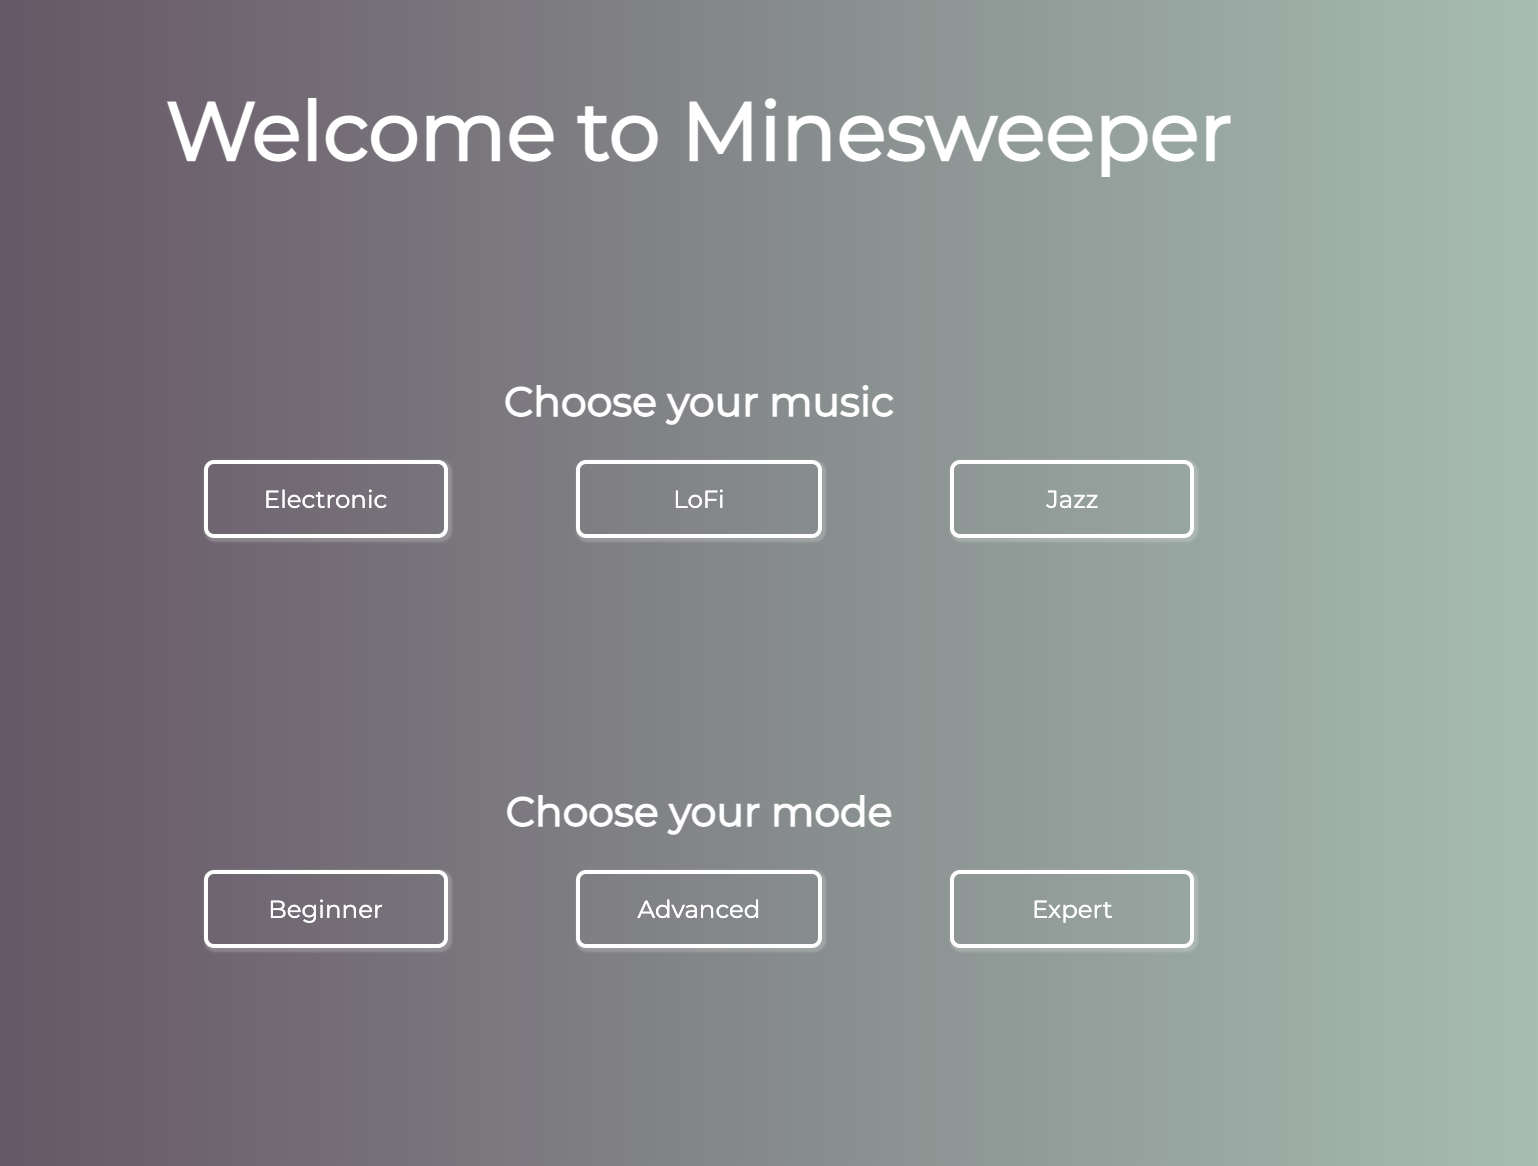 Welcome to Minesweeper
Choose your music
Electronic
LoFi
Jazz
Choose your mode
Beginner
Advanced
Expert